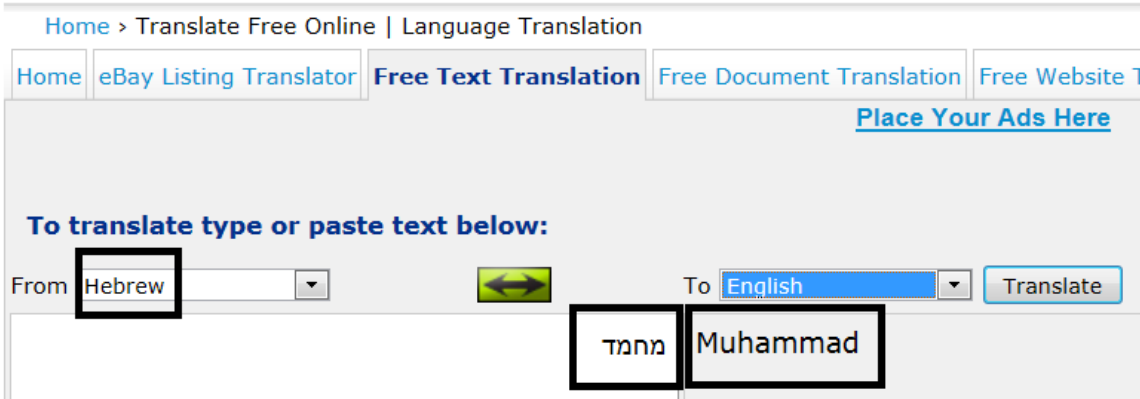 Home › Translate Free Online | Language Translation
Home eBay Listing Translator Free Text Translation Free Document Translation Free Website
Place Your Ads Here
To translate type or paste text below:
From Hebrew To English Translate
מחמד Muhammad